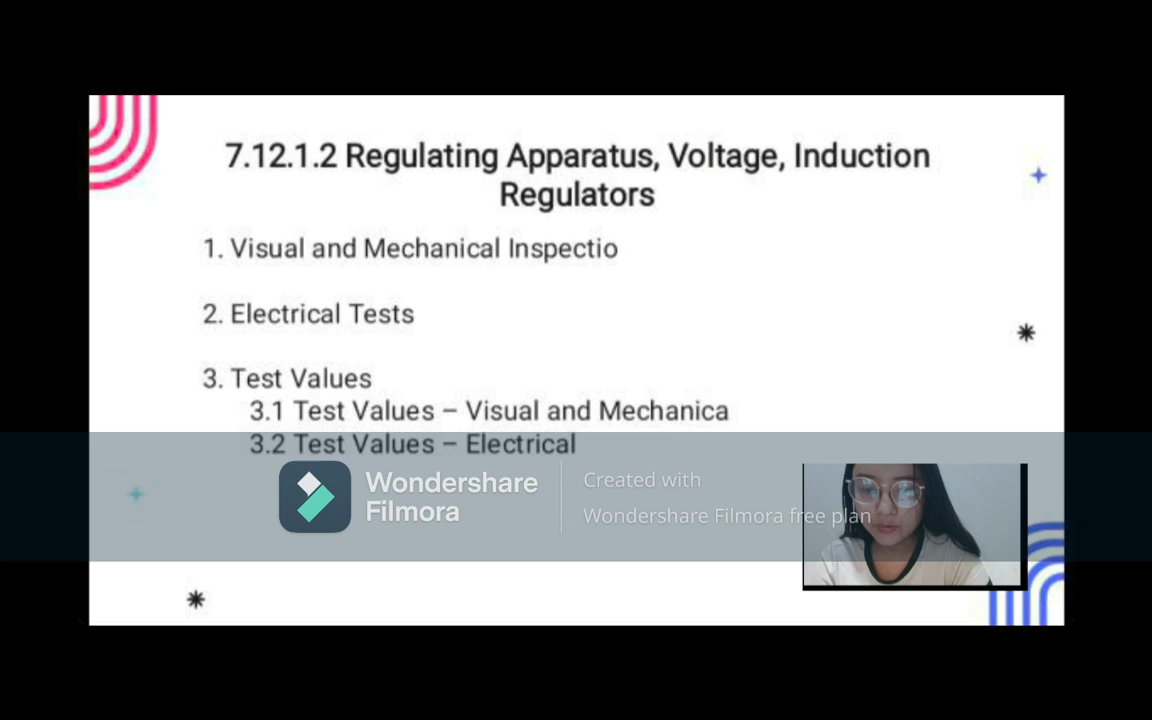 7.12.1.2 Regulating Apparatus, Voltage, Induction
Regulators
1. Visual and Mechanical Inspectio
2. Electrical Tests
3. Test Values
3.1 Test Values – Visual and Mechanica
3.2 Test Values – Electrical
Wondershare
Filmora
Created with
Wondershare Filmora free plan